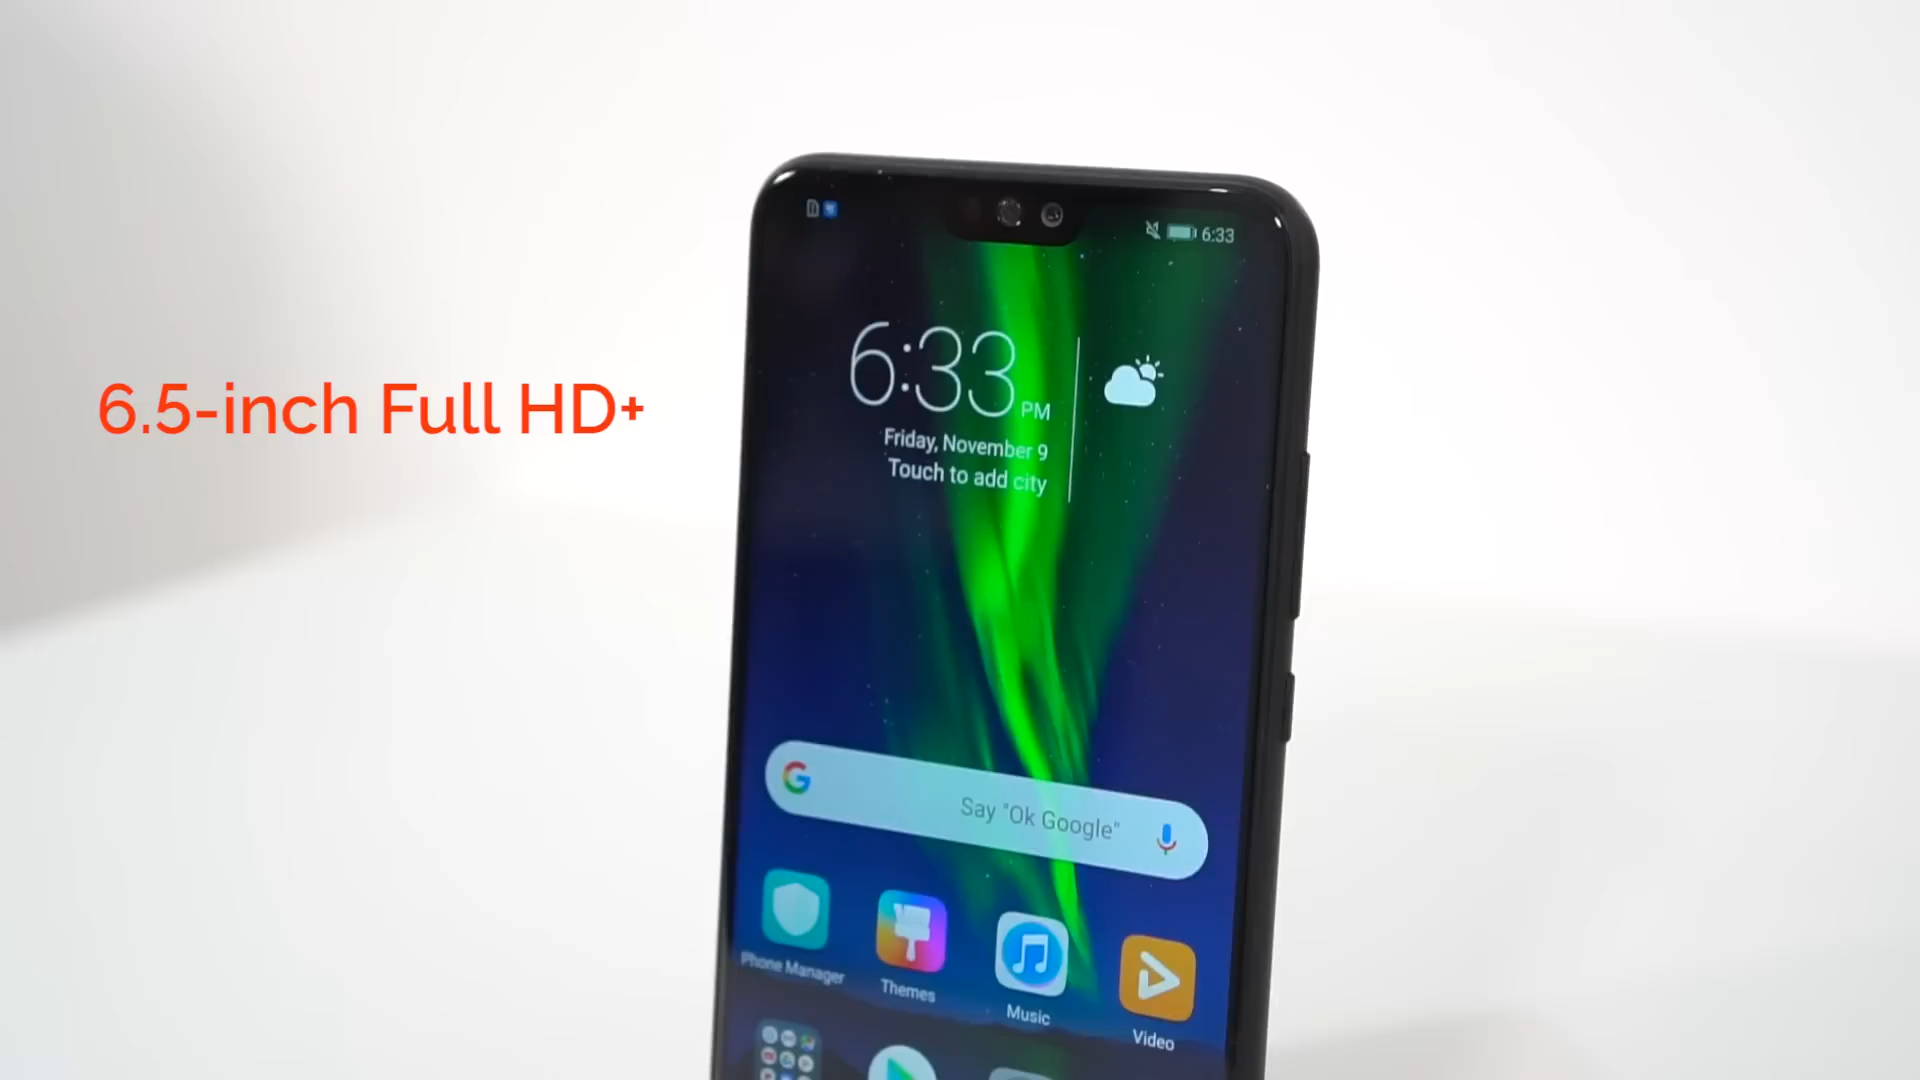 6.5-inch Full HD+
6:33
6:33 PM
Friday, November 9
Touch to add city
Say "Ok Google"
Phone Manager
Themes
Music
Video